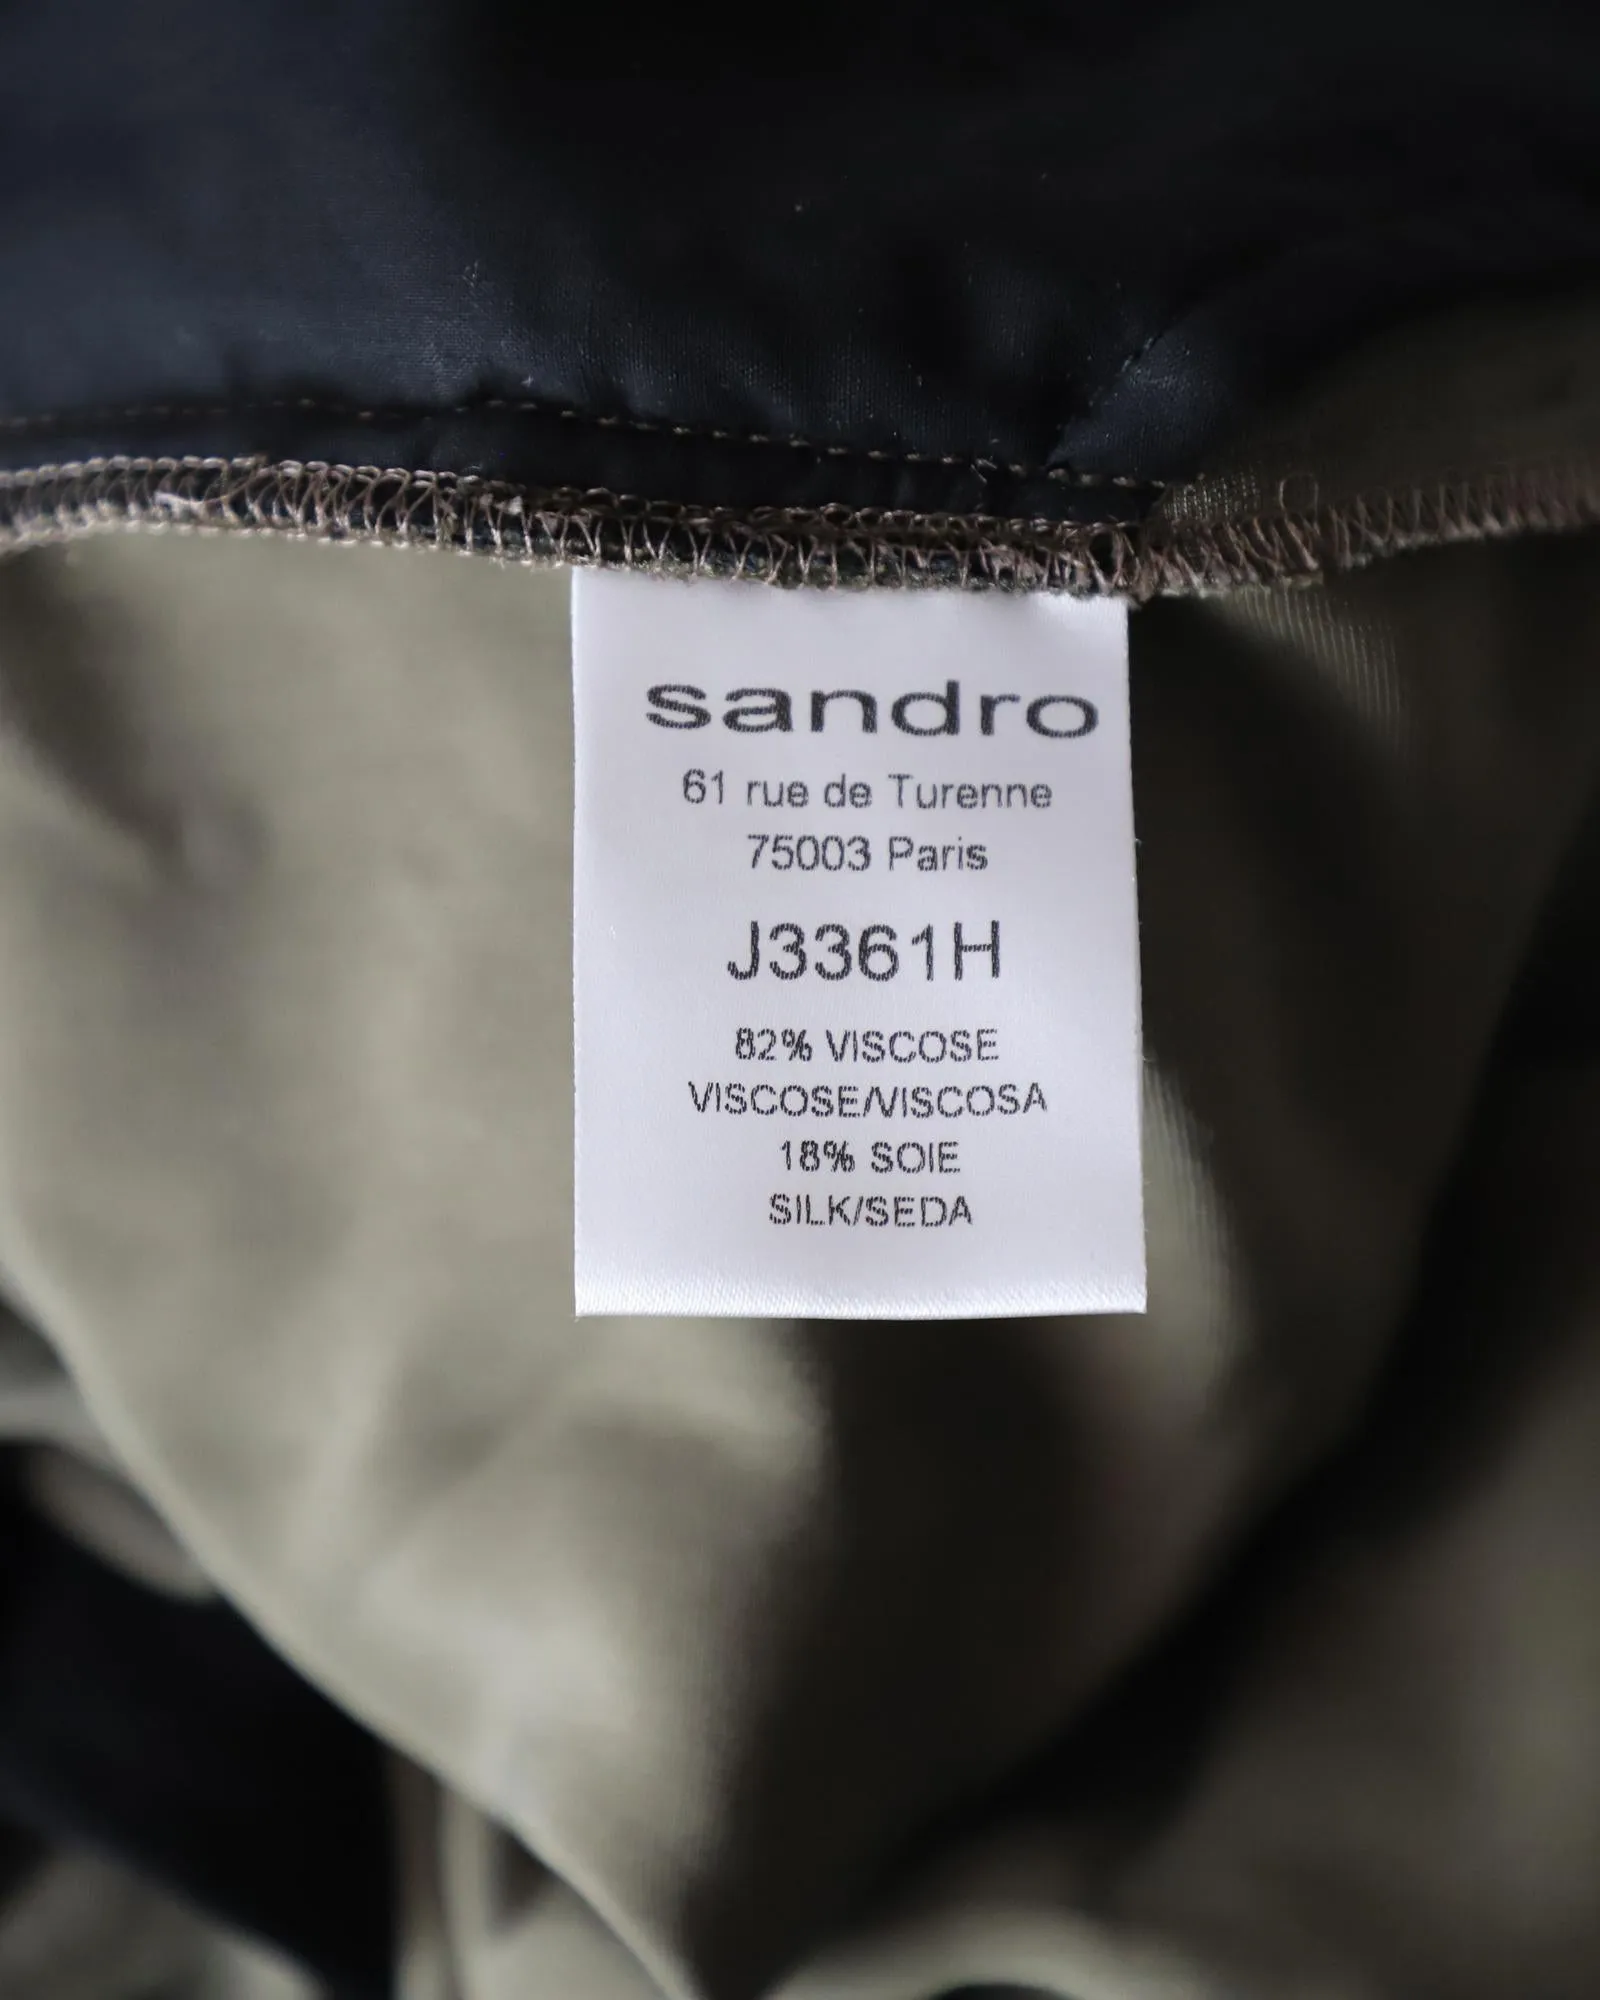 sandro
61 rue de Turenne
75003 Paris
J3361H
82% VISCOSE
VISCOSE/VISCOSA
18% SOIE
SILK/SEDA